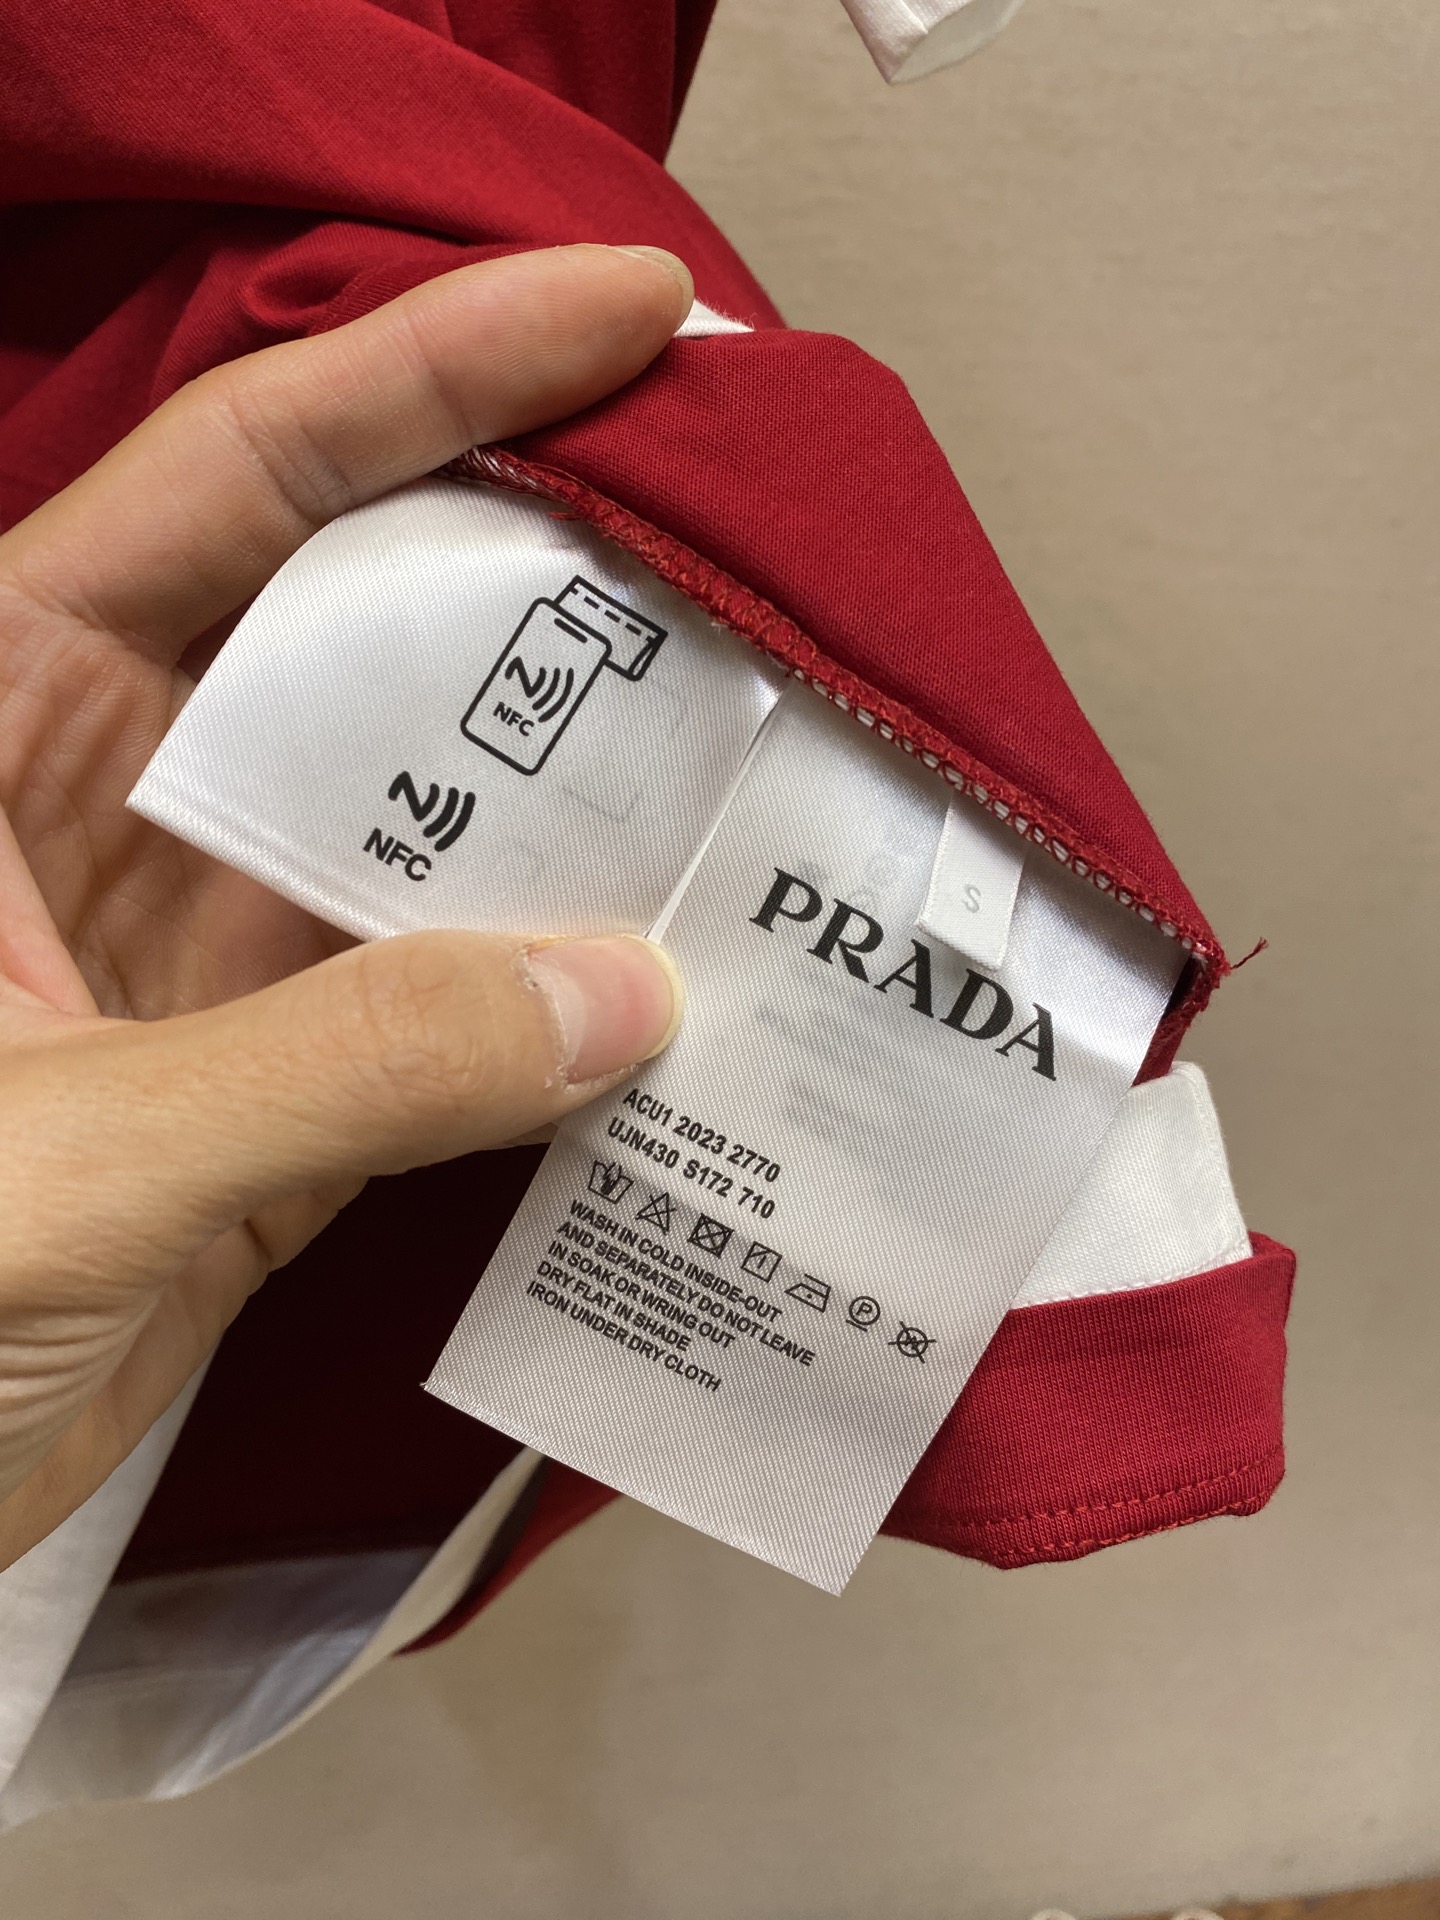 NFC
NFC
S
PRADA
ACU1 2023 2770
UJN430 S172 710
P
WASH IN COLD INSIDE-OUT
AND SEPARATELY DO NOT LEAVE
IN SOAK OR WRING OUT
DRY FLAT IN SHADE
IRON UNDER DRY CLOTH